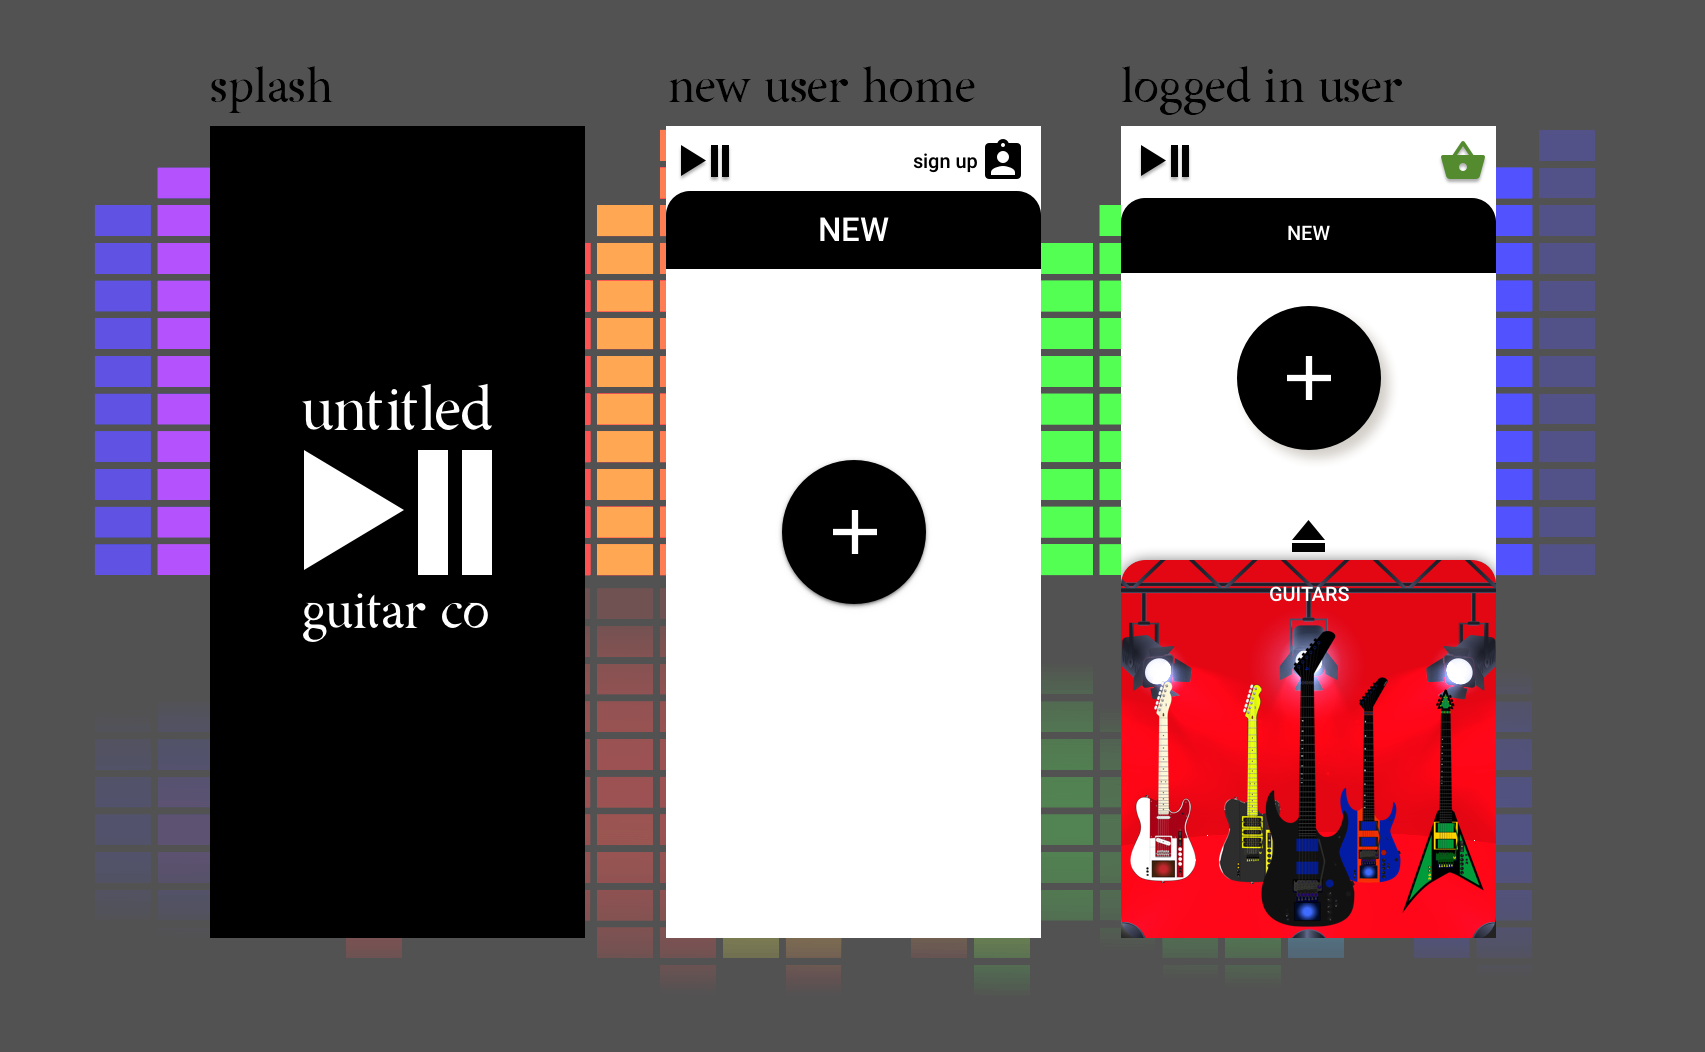 splash
new user home
logged in user
untitled
guitar co
sign up
NEW
NEW
GUITARS